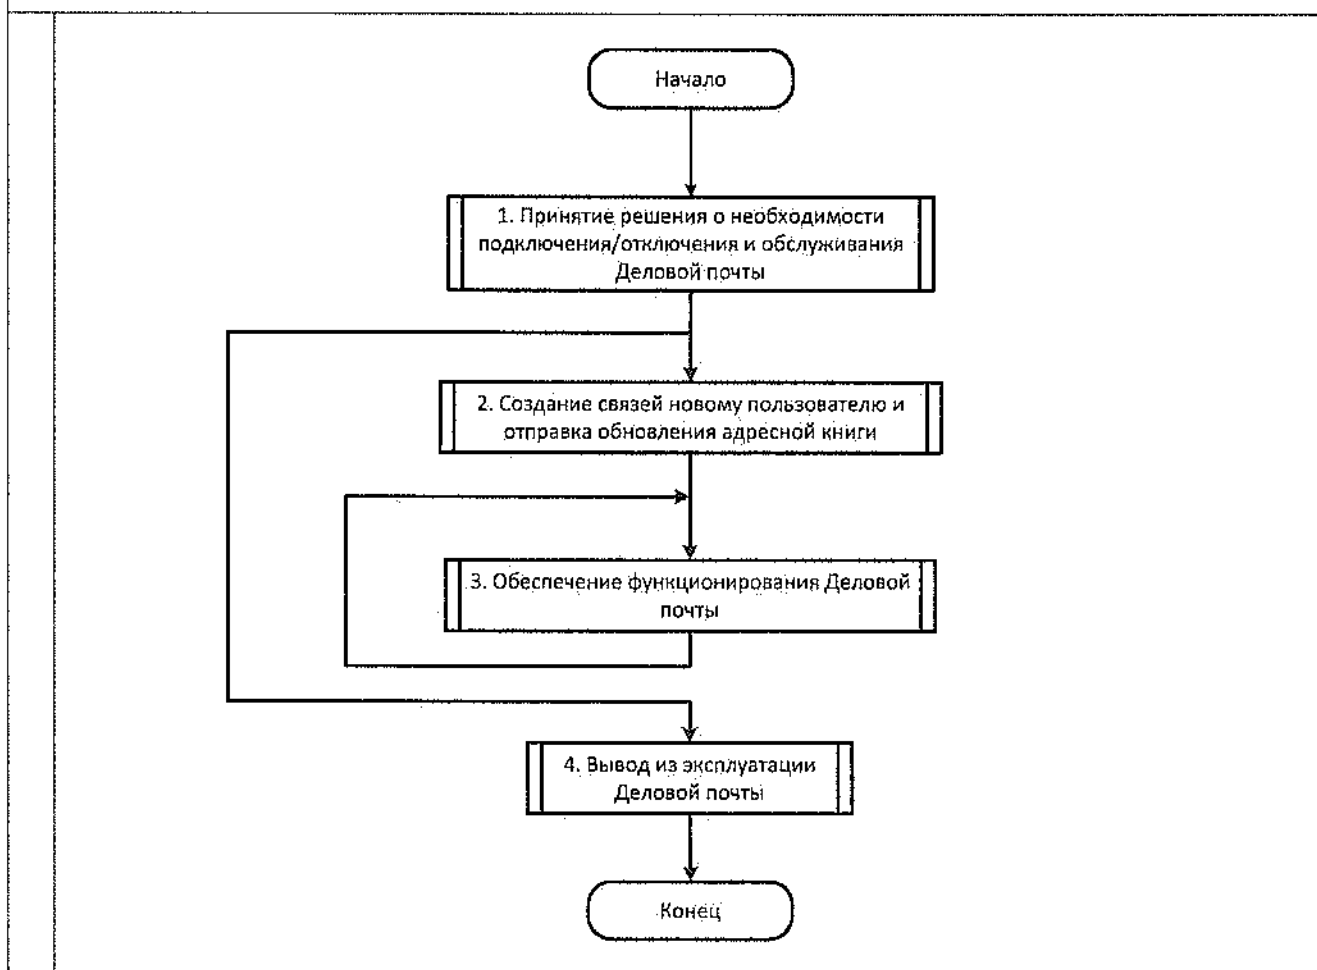 Начало
1. Принятие решения о необходимости
подключения/отключения и обслуживания
Деловой почты
2. Создание связей новому пользователю и
отправка обновления адресной книги
3. Обеспечение функционирования Деловой
почты
4. Вывод из эксплуатации
Деловой почты
Конец